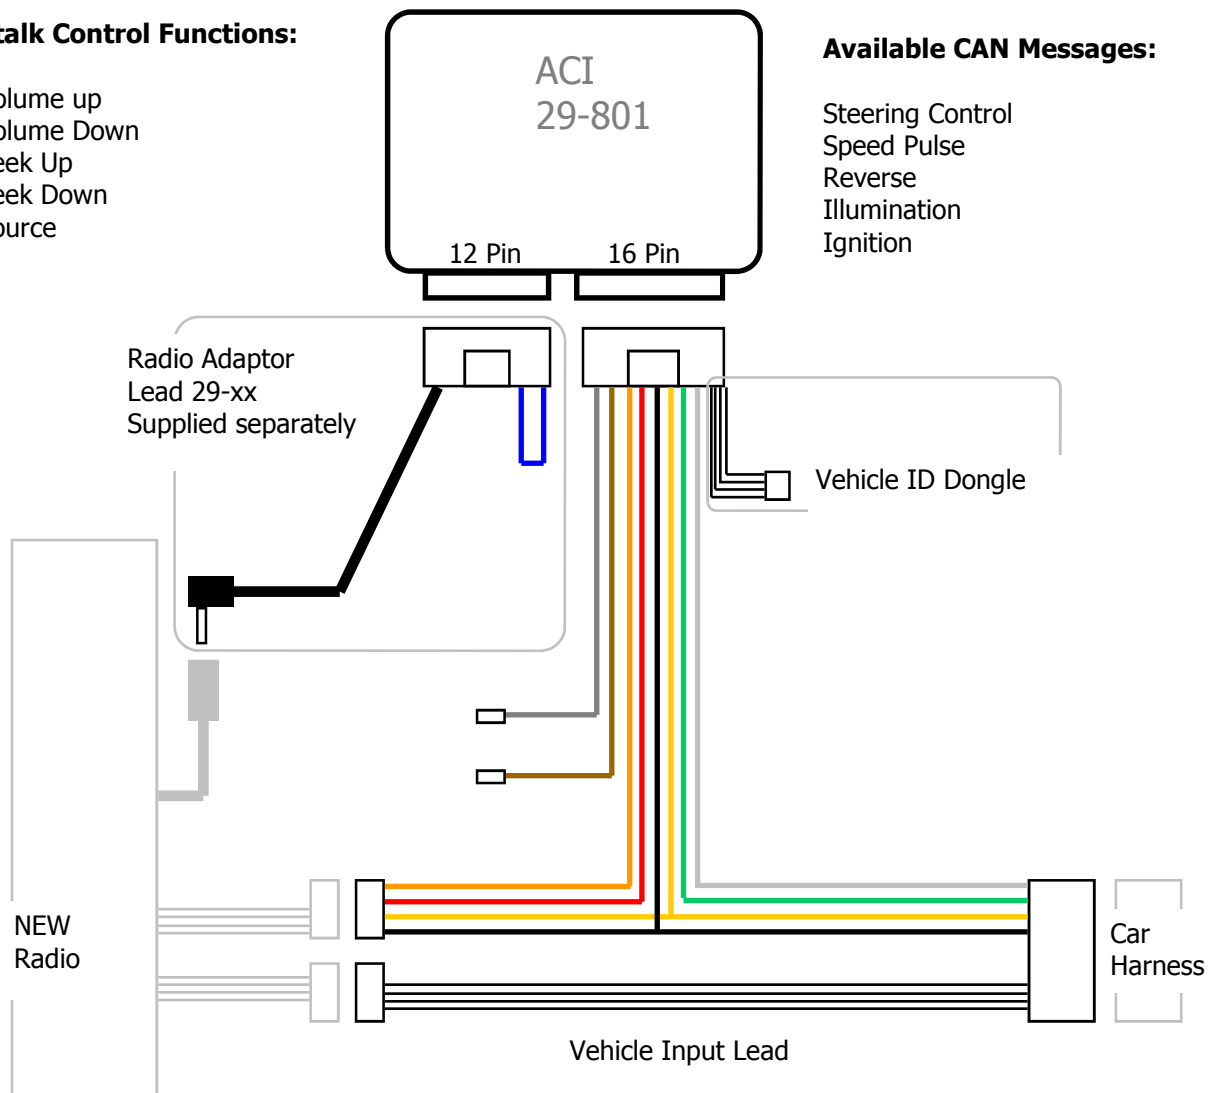 talk Control Functions:
olume up
olume Down
eek Up
eek Down
ource
ACI
29-801
12 Pin
16 Pin
Available CAN Messages:
Steering Control
Speed Pulse
Reverse
Illumination
Ignition
Radio Adaptor
Lead 29-xx
Supplied separately
Vehicle ID Dongle
NEW
Radio
Car
Harness
Vehicle Input Lead